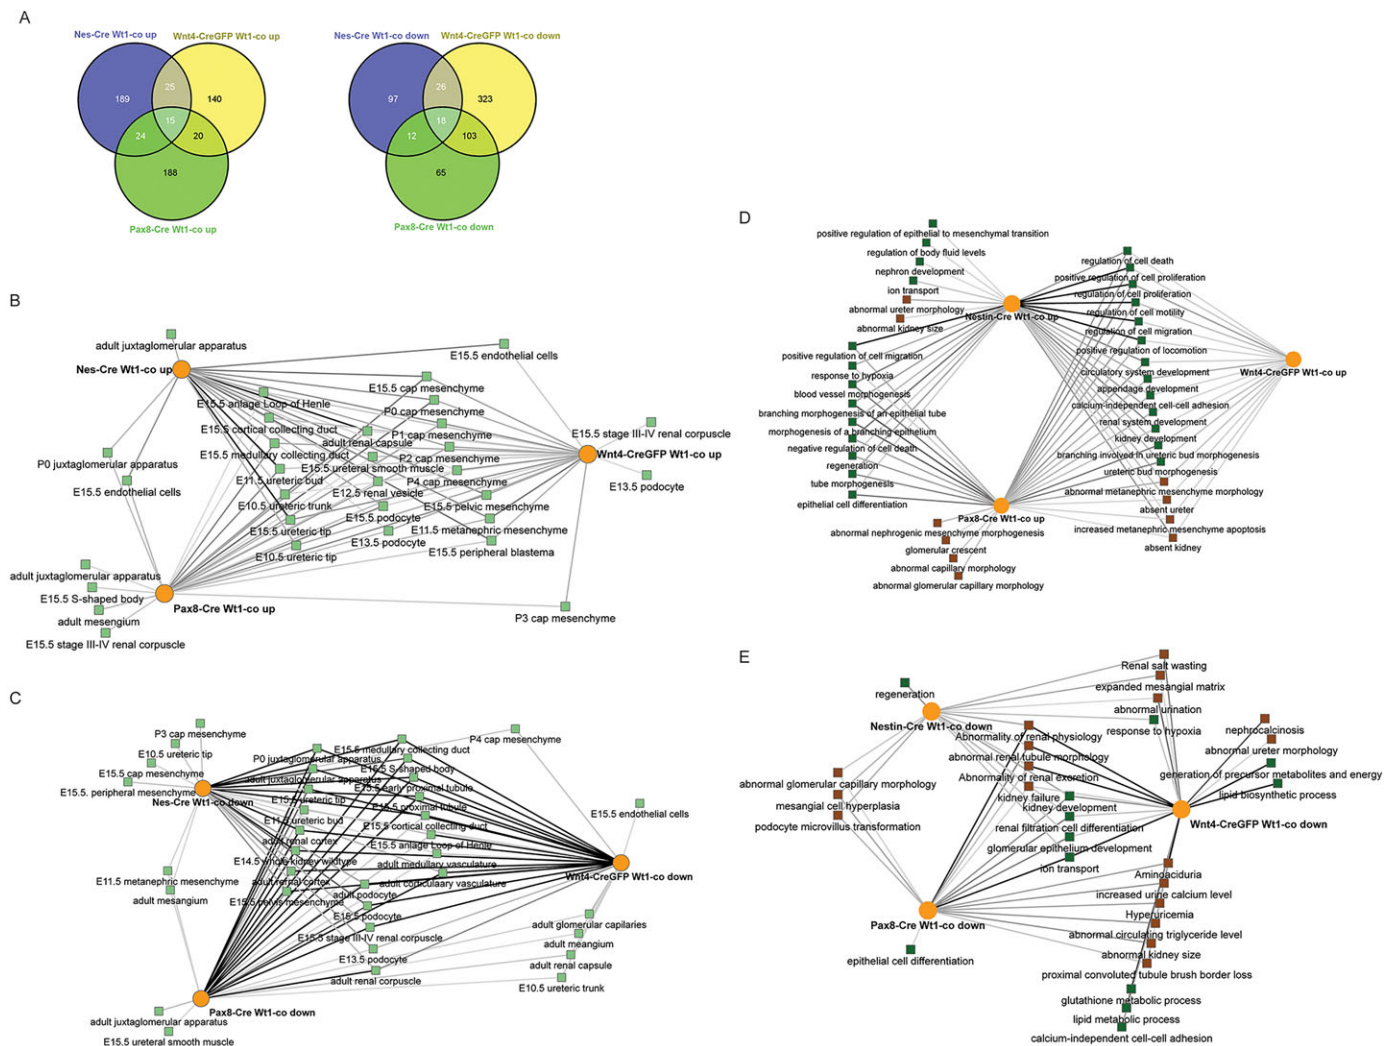 A
Nes-Cre Wt1-co up
Wnt4-CreGFP Wt1-co up
189
25
140
15
24
20
188
Pax8-Cre Wt1-co up
Nes-Cre Wt1-co down
Wnt4-CreGFP Wt1-co down
97
26
323
18
12
103
65
Pax8-Cre Wt1-co down
B
adult juxtaglomerular apparatus
Nes-Cre Wt1-co up
E15.5 endothelial cells
E15.5 cap mesenchyme
E15.5 anlage Loop of Henle
P0 cap mesenchyme
E15.5 cortical collecting duct
P1 cap mesenchyme
E15.5 stage III-IV renal corpuscle
adult renal capsule
E15.5 medullary collecting duct
P2 cap mesenchyme
Wnt4-CreGFP Wt1-co up
P0 juxtaglomerular apparatus
E15.5 ureteral smooth muscle
E11.5 ureteric bud
P4 cap mesenchyme
E13.5 podocyte
E15.5 endothelial cells
E12.5 renal vesicle
E10.5 ureteric trunk
E15.5 pelvic mesenchyme
E15.5 podocyte
E15.5 ureteric tip
E11.5 metanephric mesenchyme
E13.5 podocyte
E10.5 ureteric tip
E15.5 peripheral blastema
adult juxtaglomerular apparatus
E15.5 S-shaped body
Pax8-Cre Wt1-co up
adult mesengium
P3 cap mesenchyme
E15.5 stage III-IV renal corpuscle
C
P3 cap mesenchyme
P4 cap mesenchyme
E10.5 ureteric tip
E15.5 medullary collecting duct
P0 juxtaglomerular apparatus
E15.5 cap mesenchyme
E15.5 S-shaped body
adult juxtaglomerular apparatus
E15.5. peripheral mesenchyme
E15.5 early proximal tubule
Nes-Cre Wt1-co down
E15.5 ureteric tip
E15.5 proximal tubule
E15.5 endothelial cells
E11.5 ureteric bud
E15.5 cortical collecting duct
adult renal cortex
E15.5 anlage Loop of Henle
E14.5 whole kidney wildtype
adult medullary vasculature
Wnt4-CreGFP Wt1-co down
E11.5 metanephric mesenchyme
adult renal cortex
adult corticulaary vasculature
adult mesangium
adult podocyte
E15.5 pelvis mesenchyme
E15.5 podocyte
adult glomerular capilaries
E15.5 stage III-IV renal corpuscle
adult meangium
E13.5 podocyte
adult renal capsule
adult renal corpuscle
E10.5 ureteric trunk
Pax8-Cre Wt1-co down
adult juxtaglomerular apparatus
E15.5 ureteral smooth muscle
D
positive regulation of epithelial to mesenchymal transition
regulation of body fluid levels
regulation of cell death
nephron development
positive regulation of cell proliferation
ion transport
regulation of cell proliferation
abnormal ureter morphology
regulation of cell motility
Nestin-Cre Wt1-co up
abnormal kidney size
regulation of cell migration
positive regulation of locomotion
positive regulation of cell migration
circulatory system development
Wnt4-CreGFP Wt1-co up
response to hypoxia
appendage development
blood vessel morphogenesis
calcium-independent cell-cell adhesion
branching morphogenesis of an epithelial tube
renal system development
morphogenesis of a branching epithelium
kidney development
negative regulation of cell death
branching involved in ureteric bud morphogenesis
regeneration
ureteric bud morphogenesis
tube morphogenesis
abnormal metanephric mesenchyme morphology
epithelial cell differentiation
absent ureter
Pax8-Cre Wt1-co up
increased metanephric mesenchyme apoptosis
abnormal nephrogenic mesenchyme morphogenesis
absent kidney
glomerular crescent
abnormal capillary morphology
abnormal glomerular capillary morphology
E
Renal salt wasting
regeneration
expanded mesangial matrix
abnormal urination
Nestin-Cre Wt1-co down
response to hypoxia
nephrocalcinosis
Abnormality of renal physiology
abnormal ureter morphology
abnormal renal tubule morphology
generation of precursor metabolites and energy
Abnormality of renal excretion
abnormal glomerular capillary morphology
lipid biosynthetic process
kidney failure
mesangial cell hyperplasia
kidney development
Wnt4-CreGFP Wt1-co down
podocyte microvillus transformation
renal filtration cell differentiation
glomerular epithelium development
ion transport
Aminoaciduria
increased urine calcium level
Hyperuricemia
Pax8-Cre Wt1-co down
abnormal circulating triglyceride level
epithelial cell differentiation
abnormal kidney size
proximal convoluted tubule brush border loss
glutathione metabolic process
lipid metabolic process
calcium-independent cell-cell adhesion